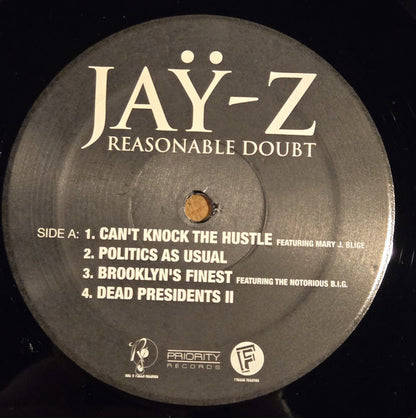 JAŸ-Z
REASONABLE DOUBT
SIDE A: 1. CAN'T KNOCK THE HUSTLE FEATURING MARY J. BLIGE
2. POLITICS AS USUAL
3. BROOKLYN'S FINEST FEATURING THE NOTORIOUS B.I.G.
4. DEAD PRESIDENTS II
PRIORITY
RECORDS